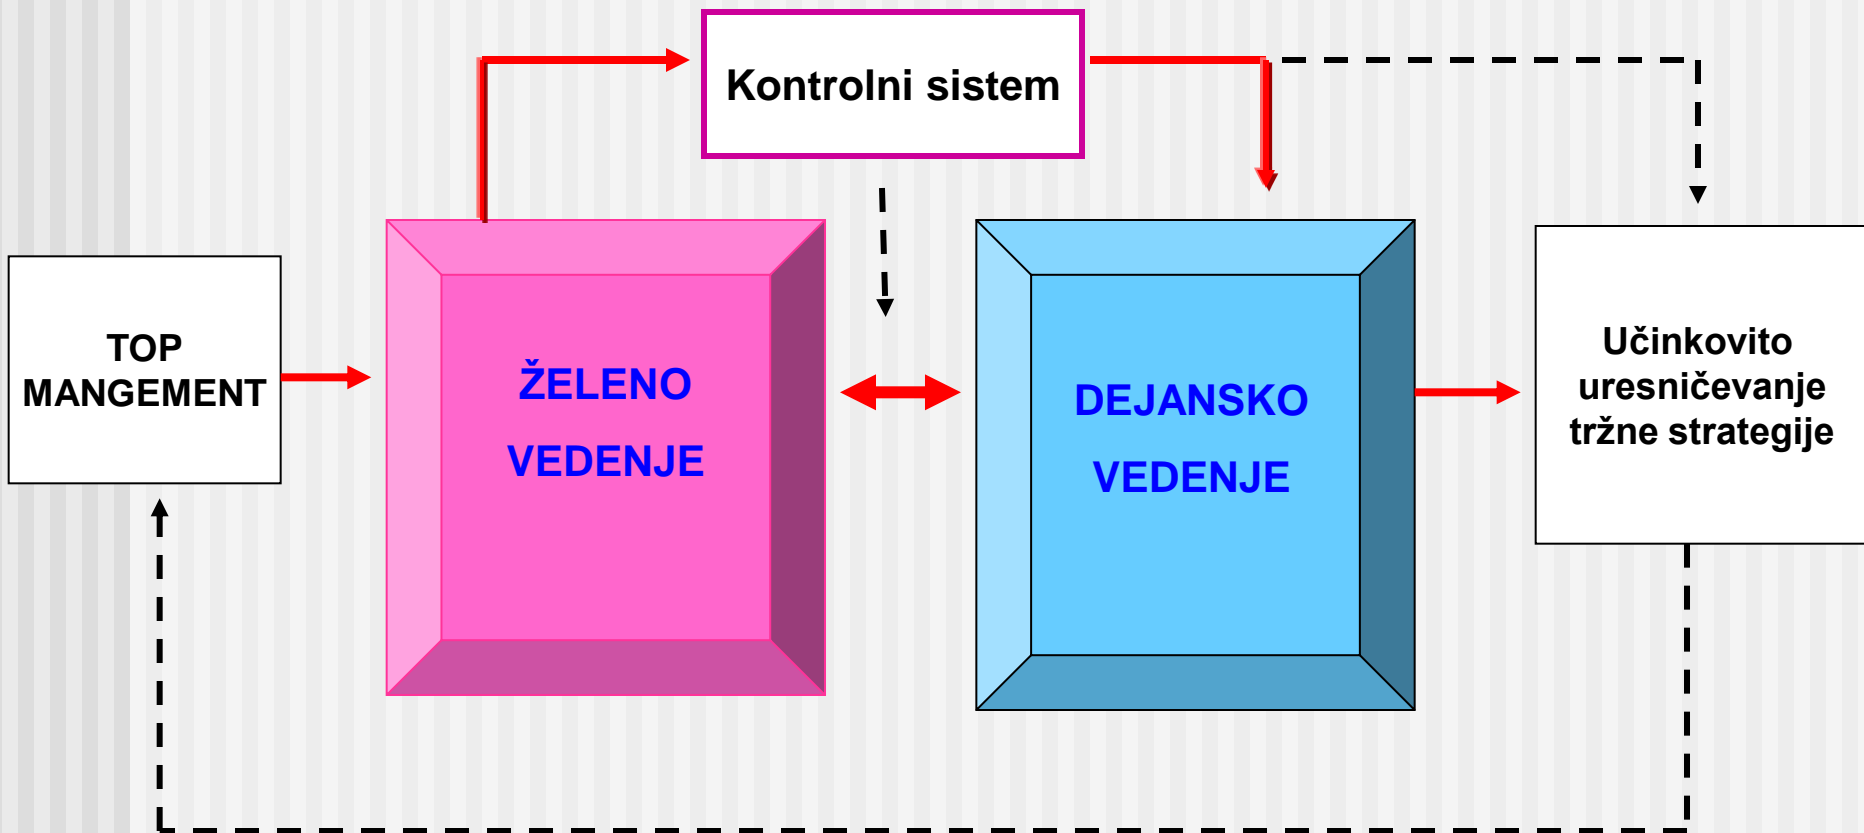 Kontrolni sistem
TOP
MANGEMENT
ŽELENO
VEDENJE
DEJANSKO
VEDENJE
Učinkovito
uresničevanje
tržne strategije